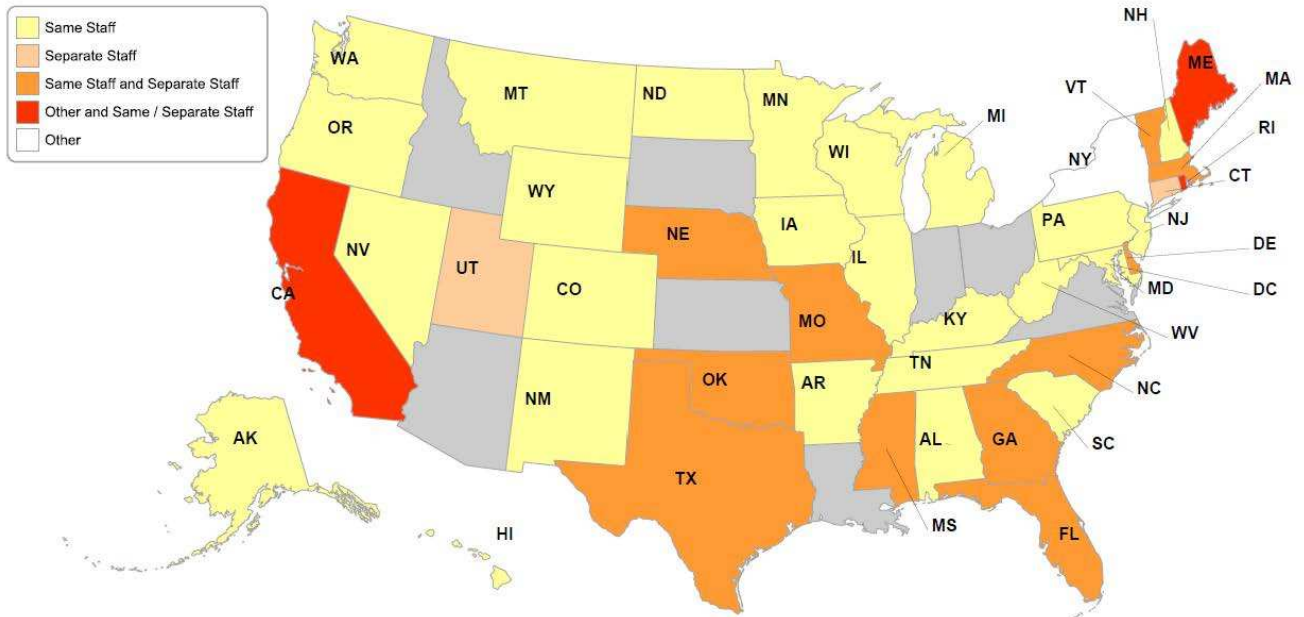 Same Staff
Separate Staff
Same Staff and Separate Staff
Other and Same / Separate Staff
Other
NH
ME
WA
MT
ND
MN
VT
MA
MI
OR
RI
WI
NY
WY
CT
IA
PA
NJ
NE
NV
IL
DE
UT
CO
CA
MD
DC
MO
KY
WV
TN
OK
AR
NC
NM
AK
AL
GA
SC
TX
HI
MS
FL